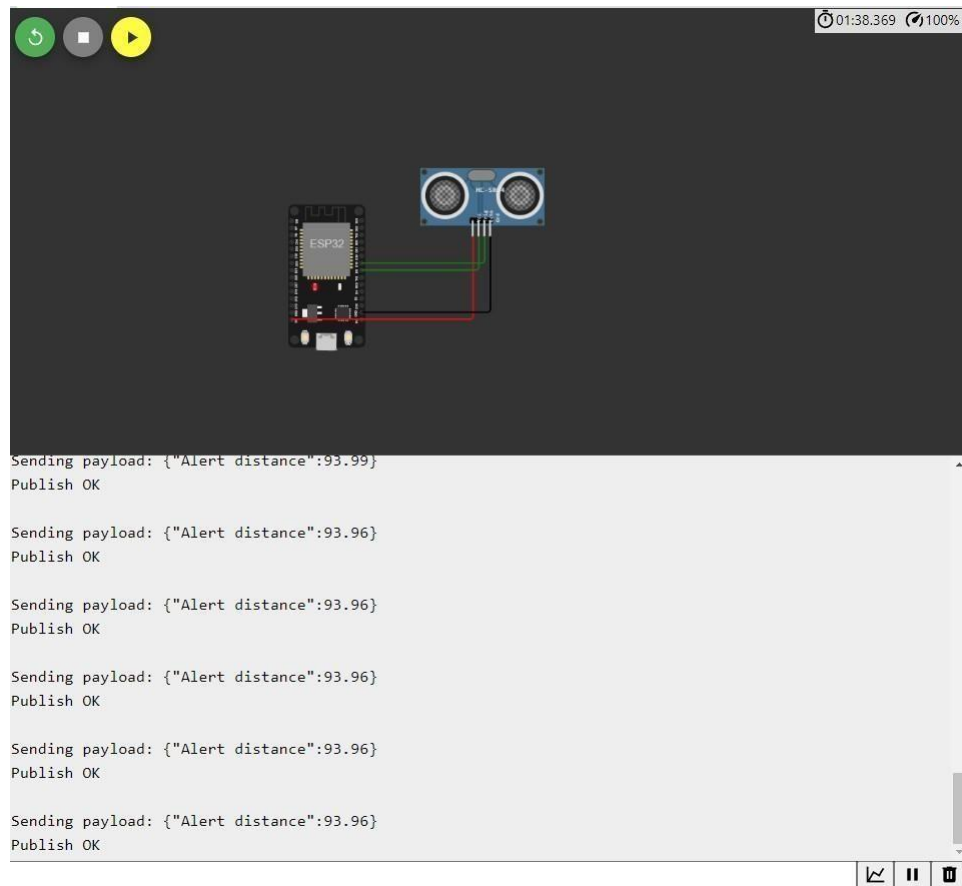 01:38.369 100%
ESP32
Sending payload: {"Alert distance":93.99}
Publish OK
Sending payload: {"Alert distance":93.96}
Publish OK
Sending payload: {"Alert distance":93.96}
Publish OK
Sending payload: {"Alert distance":93.96}
Publish OK
Sending payload: {"Alert distance":93.96}
Publish OK
Sending payload: {"Alert distance":93.96}
Publish OK